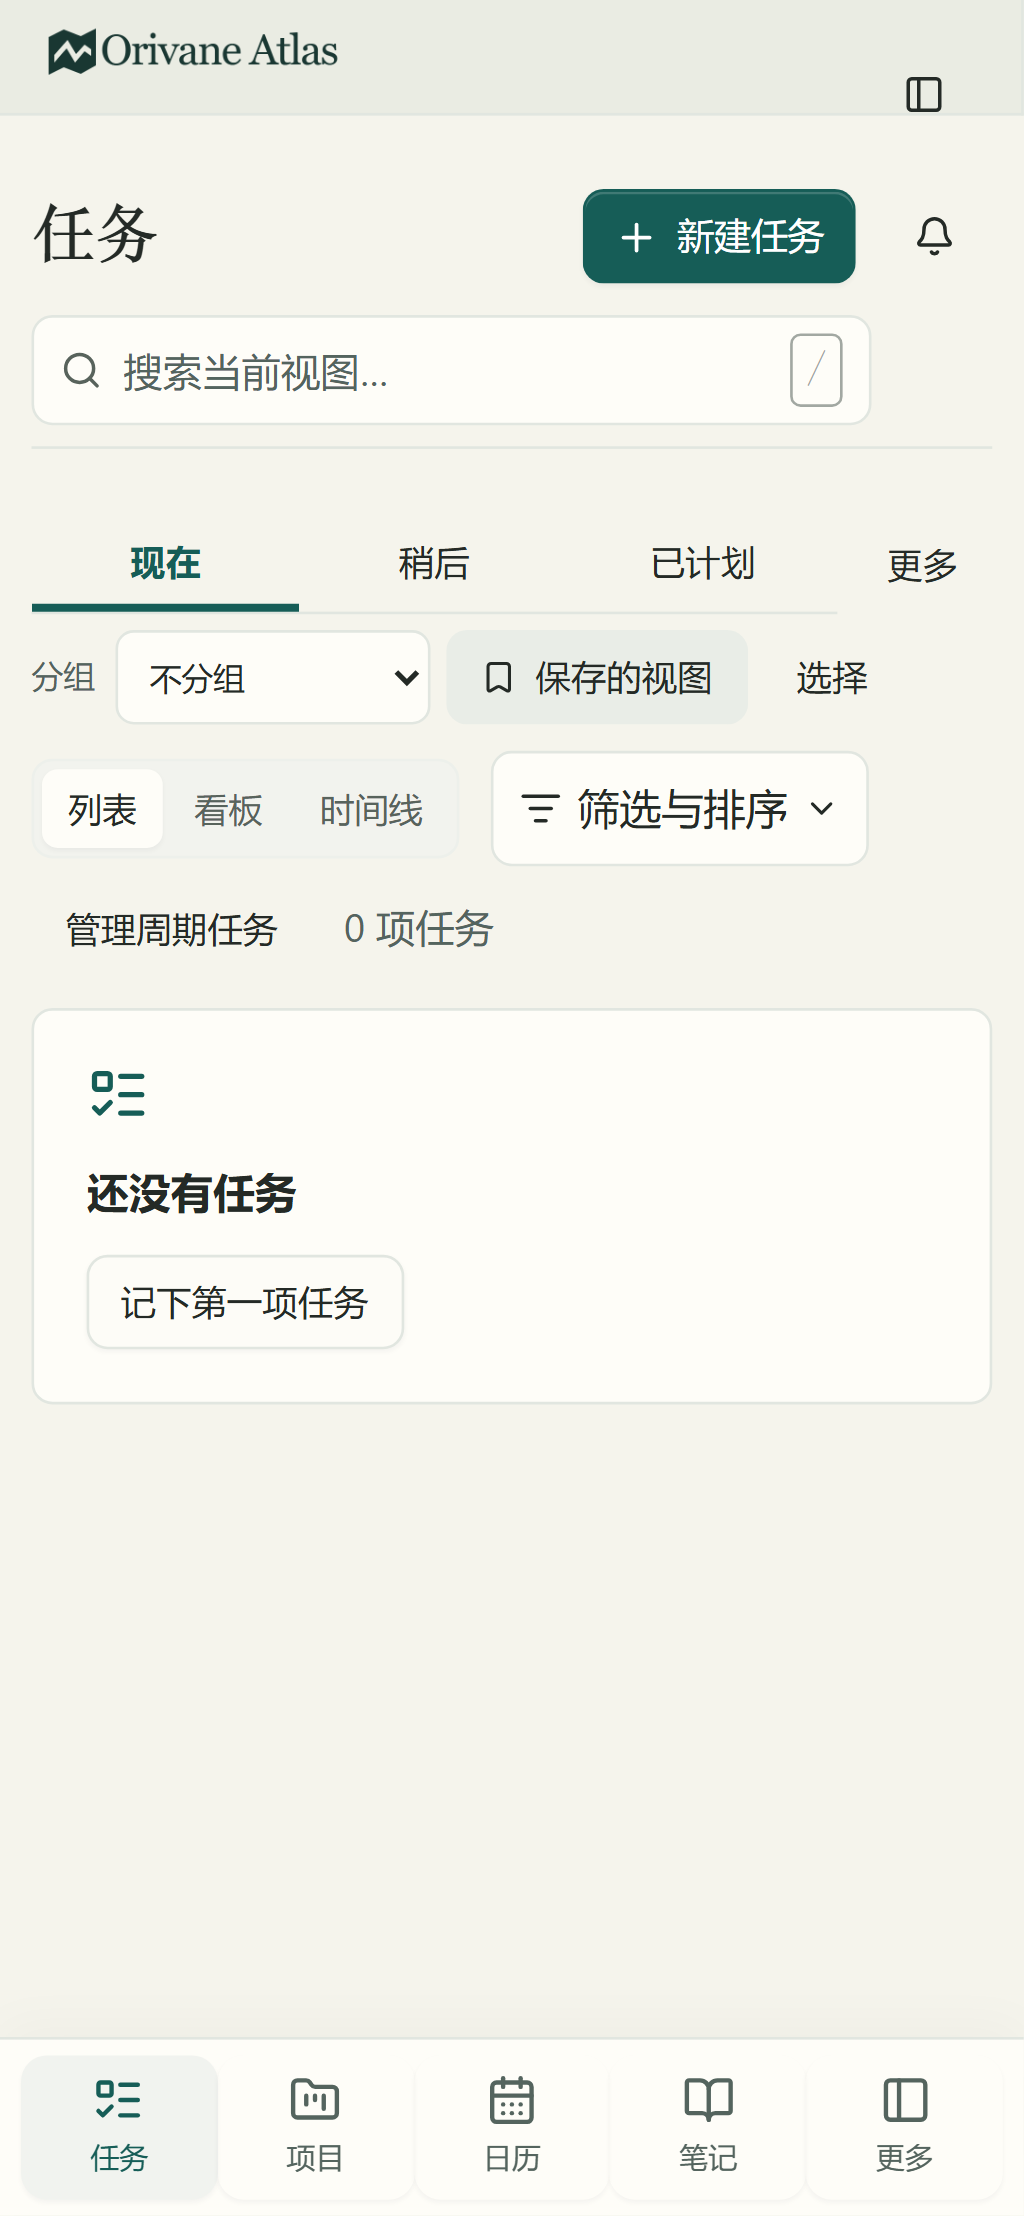 Orivane Atlas
任务
新建任务
搜索当前视图...
/
现在 稍后 已计划 更多
分组 不分组 保存的视图 选择
列表 看板 时间线 筛选与排序
管理周期任务 0 项任务
还没有任务
记下第一项任务
任务 项目 日历 笔记 更多